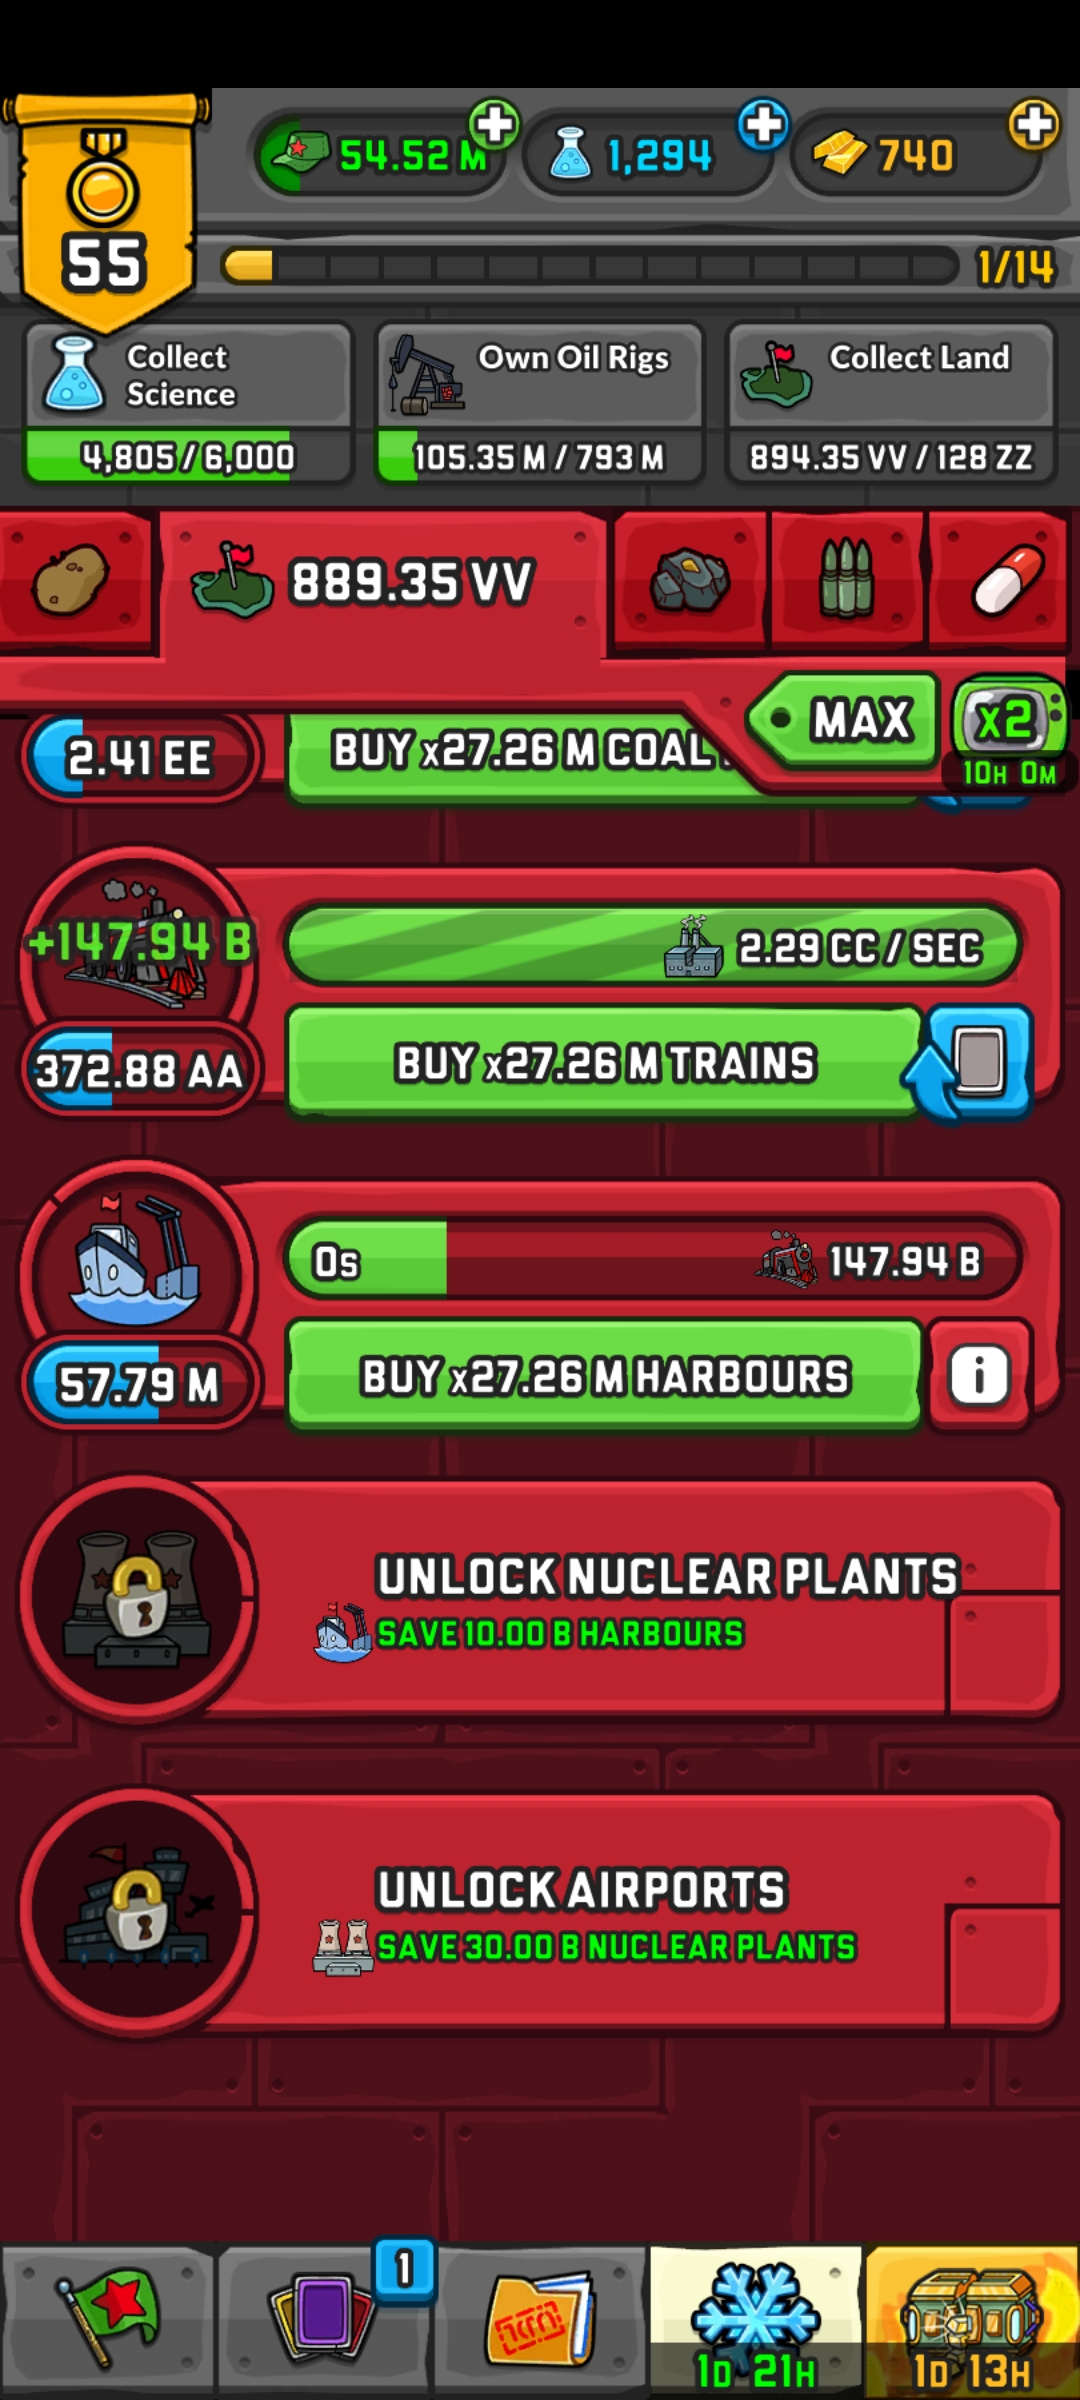 54.52 M
1,294
740
55
1/14
Collect Science
Own Oil Rigs
Collect Land
4,805 / 6,000
105.35 M / 793 M
894.35 VV / 128 ZZ
889.35 VV
MAX
x2
10H 0M
2.41 EE
BUY x27.26 M COAL
+147.94 B
2.29 CC / SEC
372.88 AA
BUY x27.26 M TRAINS
0s
147.94 B
57.79 M
BUY x27.26 M HARBOURS
i
UNLOCK NUCLEAR PLANTS
SAVE 10.00 B HARBOURS
UNLOCK AIRPORTS
SAVE 30.00 B NUCLEAR PLANTS
1
1D 21H
1D 13H